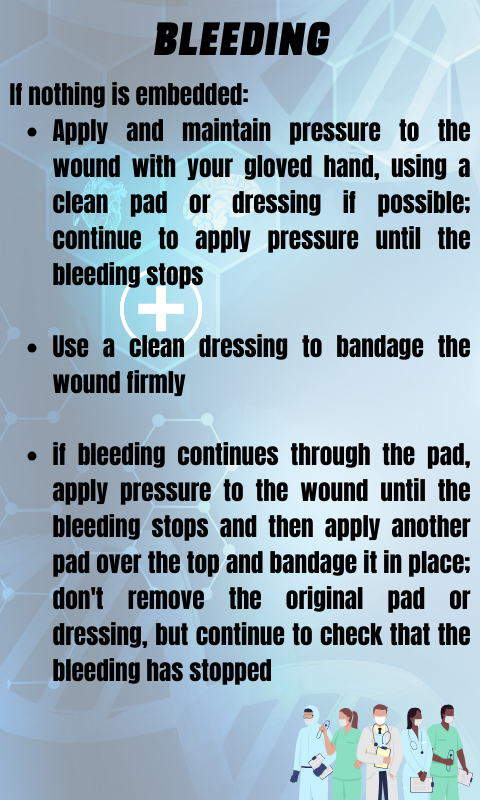 BLEEDING
If nothing is embedded:
• Apply and maintain pressure to the
wound with your gloved hand, using a
clean pad or dressing if possible;
continue to apply pressure until the
bleeding stops
• Use a clean dressing to bandage the
wound firmly
• if bleeding continues through the pad,
apply pressure to the wound until the
bleeding stops and then apply another
pad over the top and bandage it in place;
don't remove the original pad or
dressing, but continue to check that the
bleeding has stopped